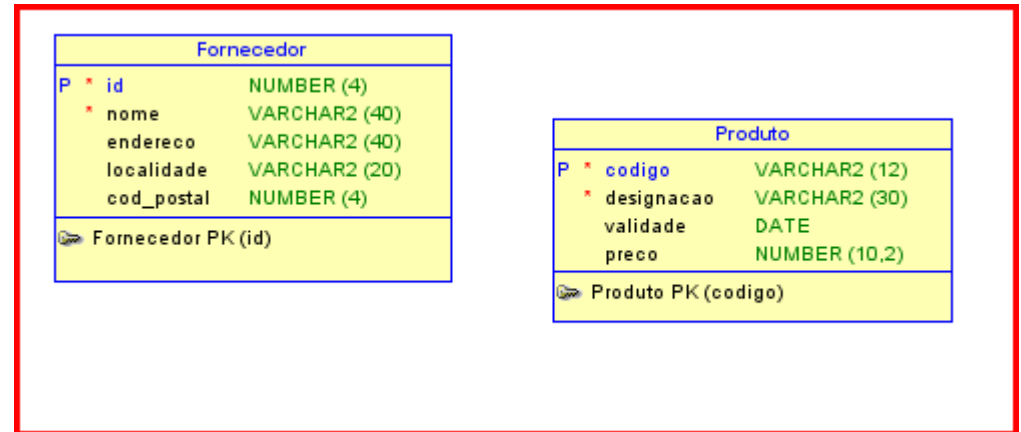 Fornecedor
P * id NUMBER (4)
* nome VARCHAR2 (40)
endereco VARCHAR2 (40)
localidade VARCHAR2 (20)
cod_postal NUMBER (4)
Fornecedor PK (id)
Produto
P * codigo VARCHAR2 (12)
* designacao VARCHAR2 (30)
validade DATE
preco NUMBER (10,2)
Produto PK (codigo)